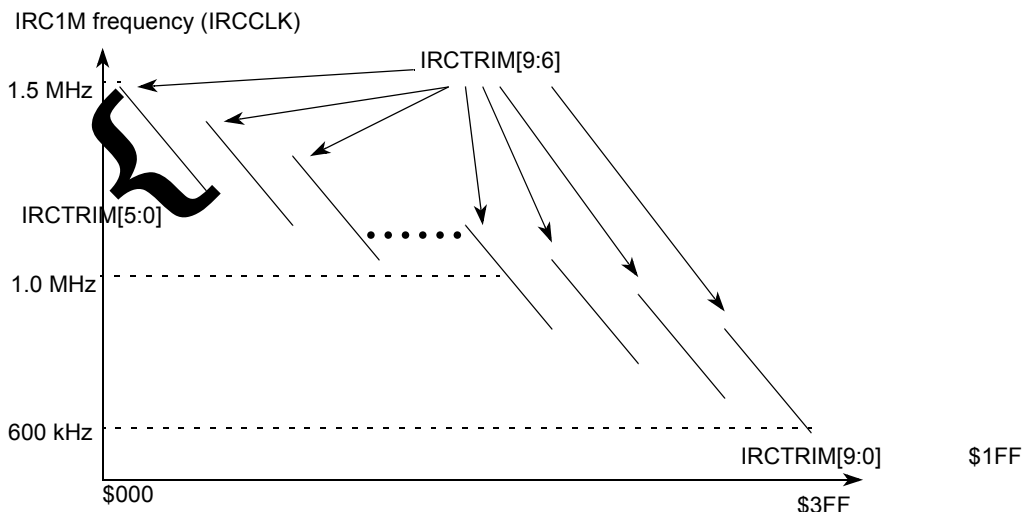 IRC1M frequency (IRCCLK)
IRCTRIM[9:6]
1.5 MHz
IRCTRIM[5:0]
1.0 MHz
600 kHz
IRCTRIM[9:0]
$1FF
$000
$3FF